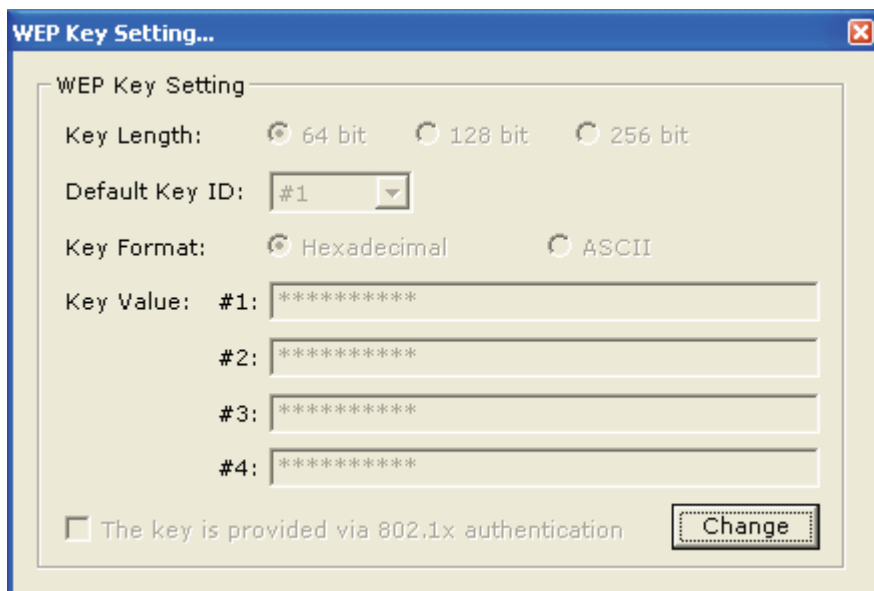 WEP Key Setting...
WEP Key Setting
Key Length: 64 bit 128 bit 256 bit
Default Key ID: #1
Key Format: Hexadecimal ASCII
Key Value: #1: **********
#2: **********
#3: **********
#4: **********
The key is provided via 802.1x authentication Change